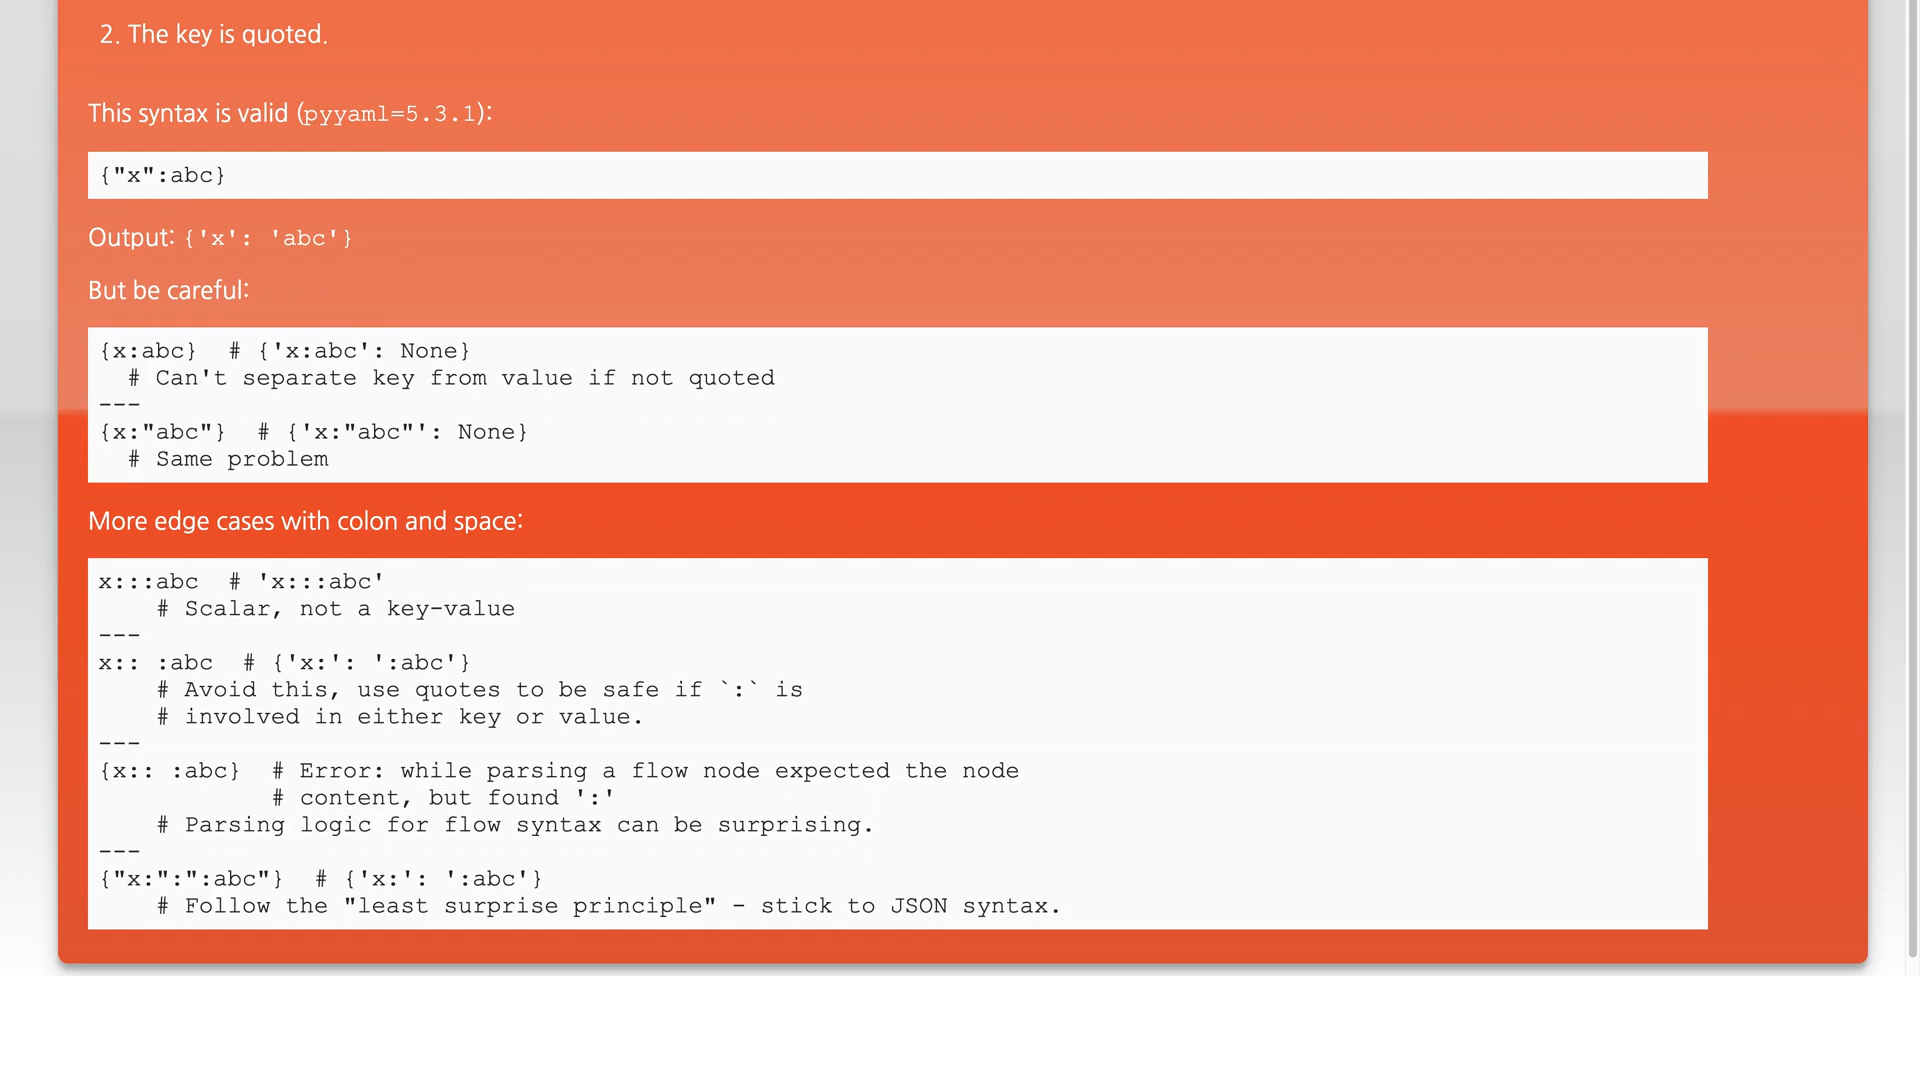 2. The key is quoted.
This syntax is valid (pyyaml=5.3.1):
{"x":abc}
Output: {'x': 'abc'}
But be careful:
{x:abc}  # {'x:abc': None}
  # Can't separate key from value if not quoted
---
{x:"abc"}  # {'x:"abc"': None}
  # Same problem
More edge cases with colon and space:
x:::abc  # 'x:::abc'
    # Scalar, not a key-value
---
x:: :abc  # {'x:': ':abc'}
    # Avoid this, use quotes to be safe if `:` is
    # involved in either key or value.
---
{x:: :abc}  # Error: while parsing a flow node expected the node
            # content, but found ':'
    # Parsing logic for flow syntax can be surprising.
---
{"x:":":abc"}  # {'x:': ':abc'}
    # Follow the "least surprise principle" - stick to JSON syntax.